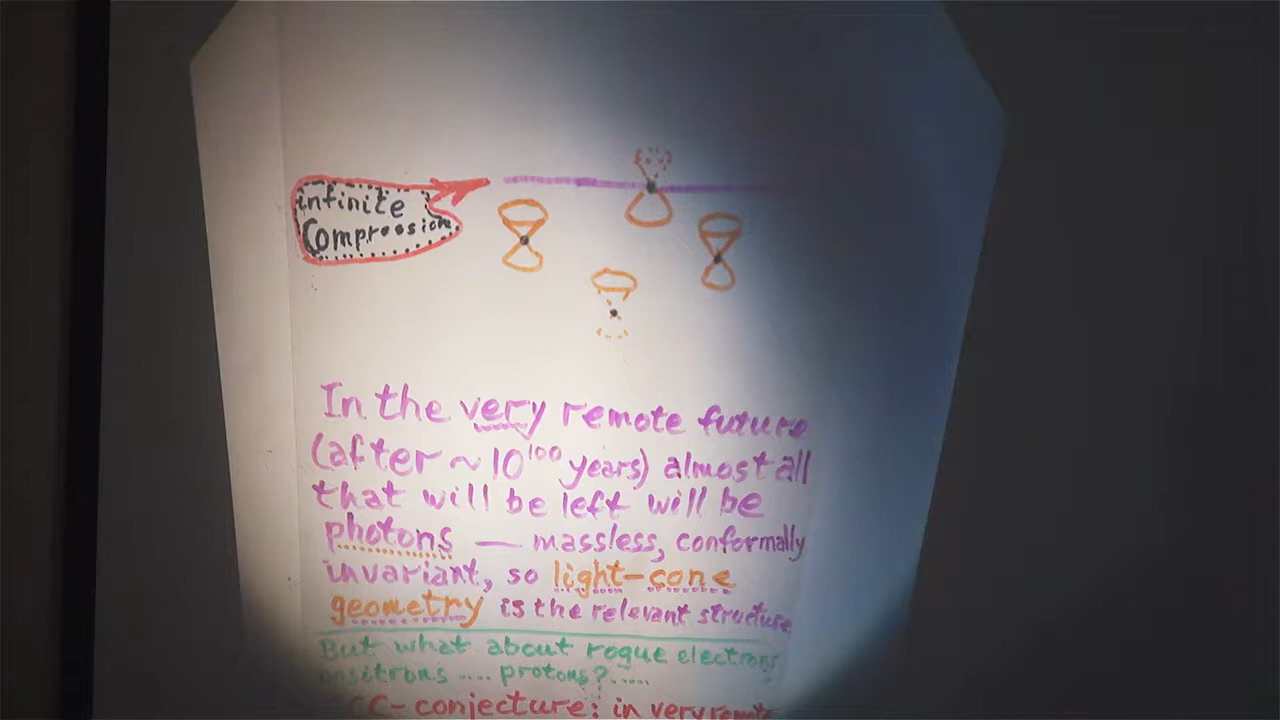 infinite
Compression
In the very remote future
(after ~10¹⁰⁰ years) almost all
that will be left will be
photons — massless, conformally
invariant, so light-cone
geometry is the relevant structure
But what about rogue electrons
positrons .... protons?.....
-conjecture: in very remote